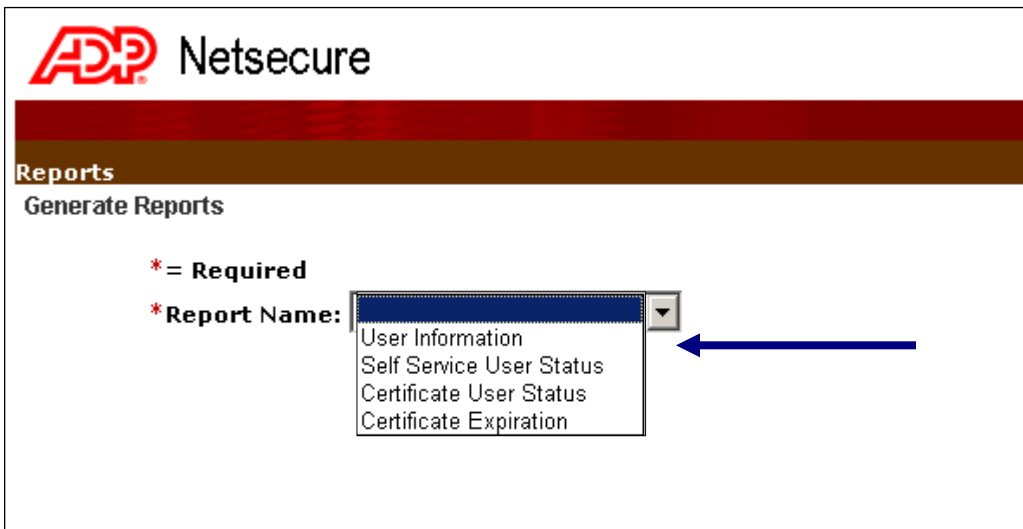 ADP Netsecure
Reports
Generate Reports
*= Required
*Report Name:
User Information
Self Service User Status
Certificate User Status
Certificate Expiration